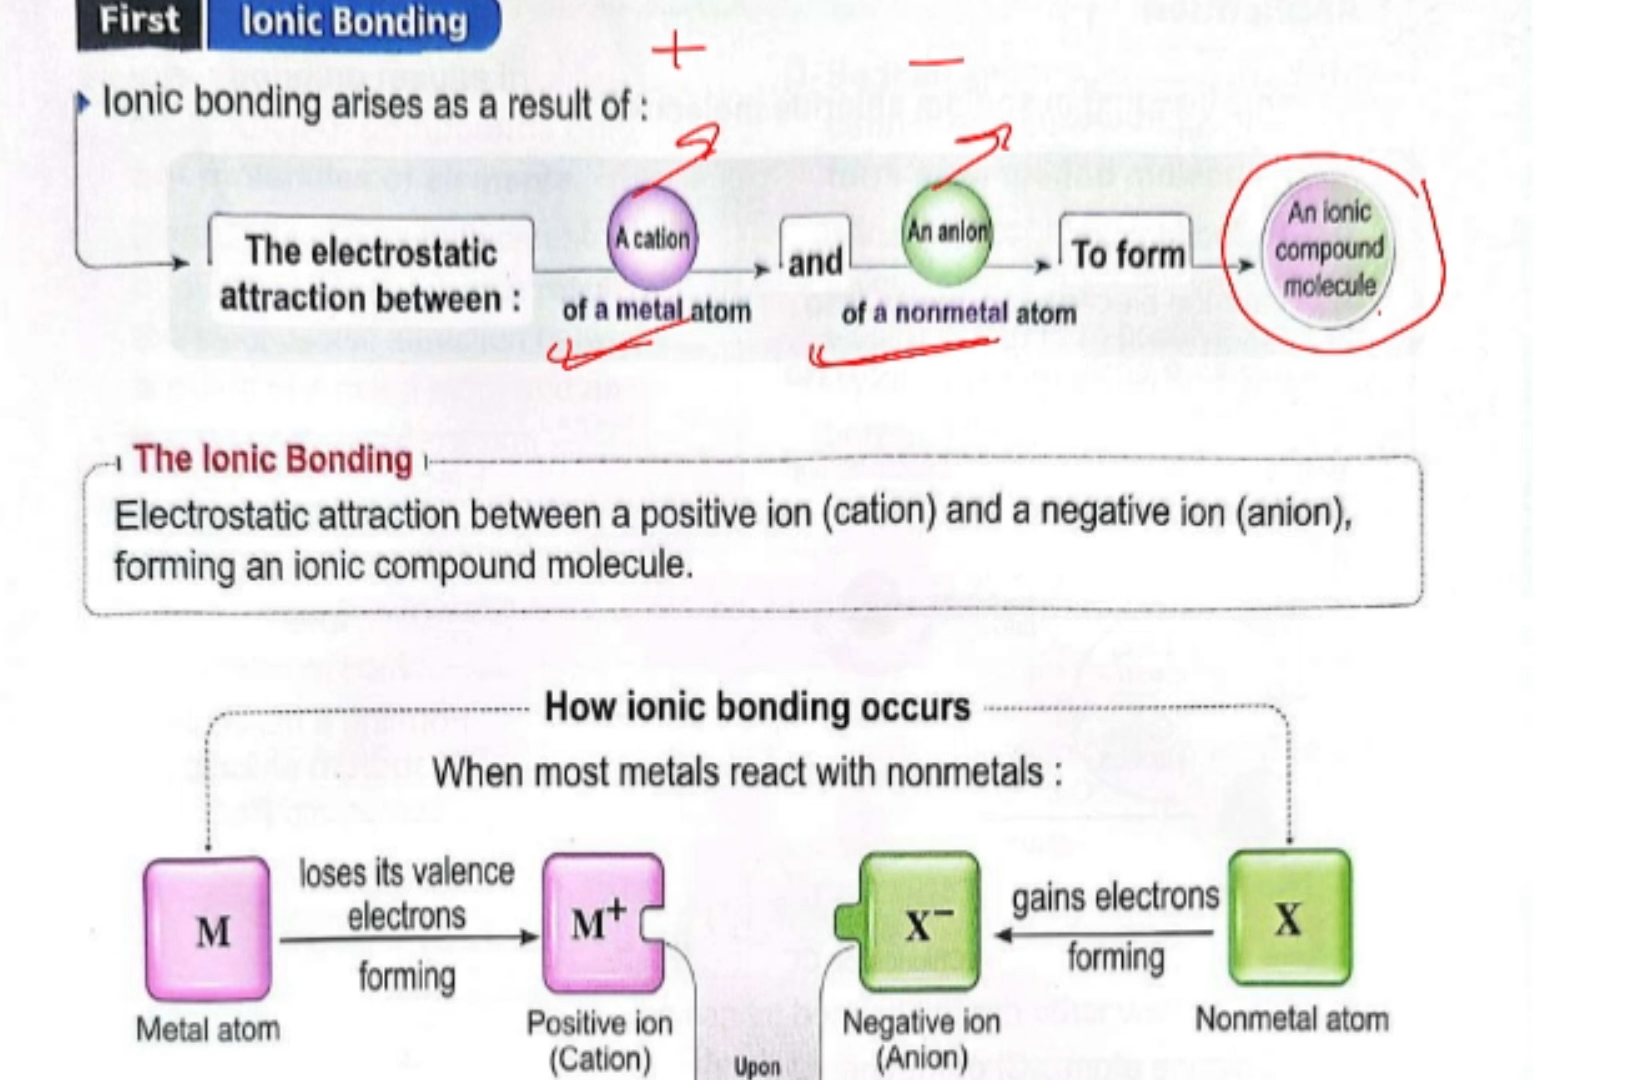 First Ionic Bonding
+ −
Ionic bonding arises as a result of :
The electrostatic attraction between :
A cation
of a metal atom
and
An anion
of a nonmetal atom
To form
An ionic
compound
molecule
The Ionic Bonding
Electrostatic attraction between a positive ion (cation) and a negative ion (anion),
forming an ionic compound molecule.
How ionic bonding occurs
When most metals react with nonmetals :
M
Metal atom
loses its valence
electrons
forming
M⁺
Positive ion
(Cation)
X⁻
Negative ion
(Anion)
gains electrons
forming
X
Nonmetal atom
Upon